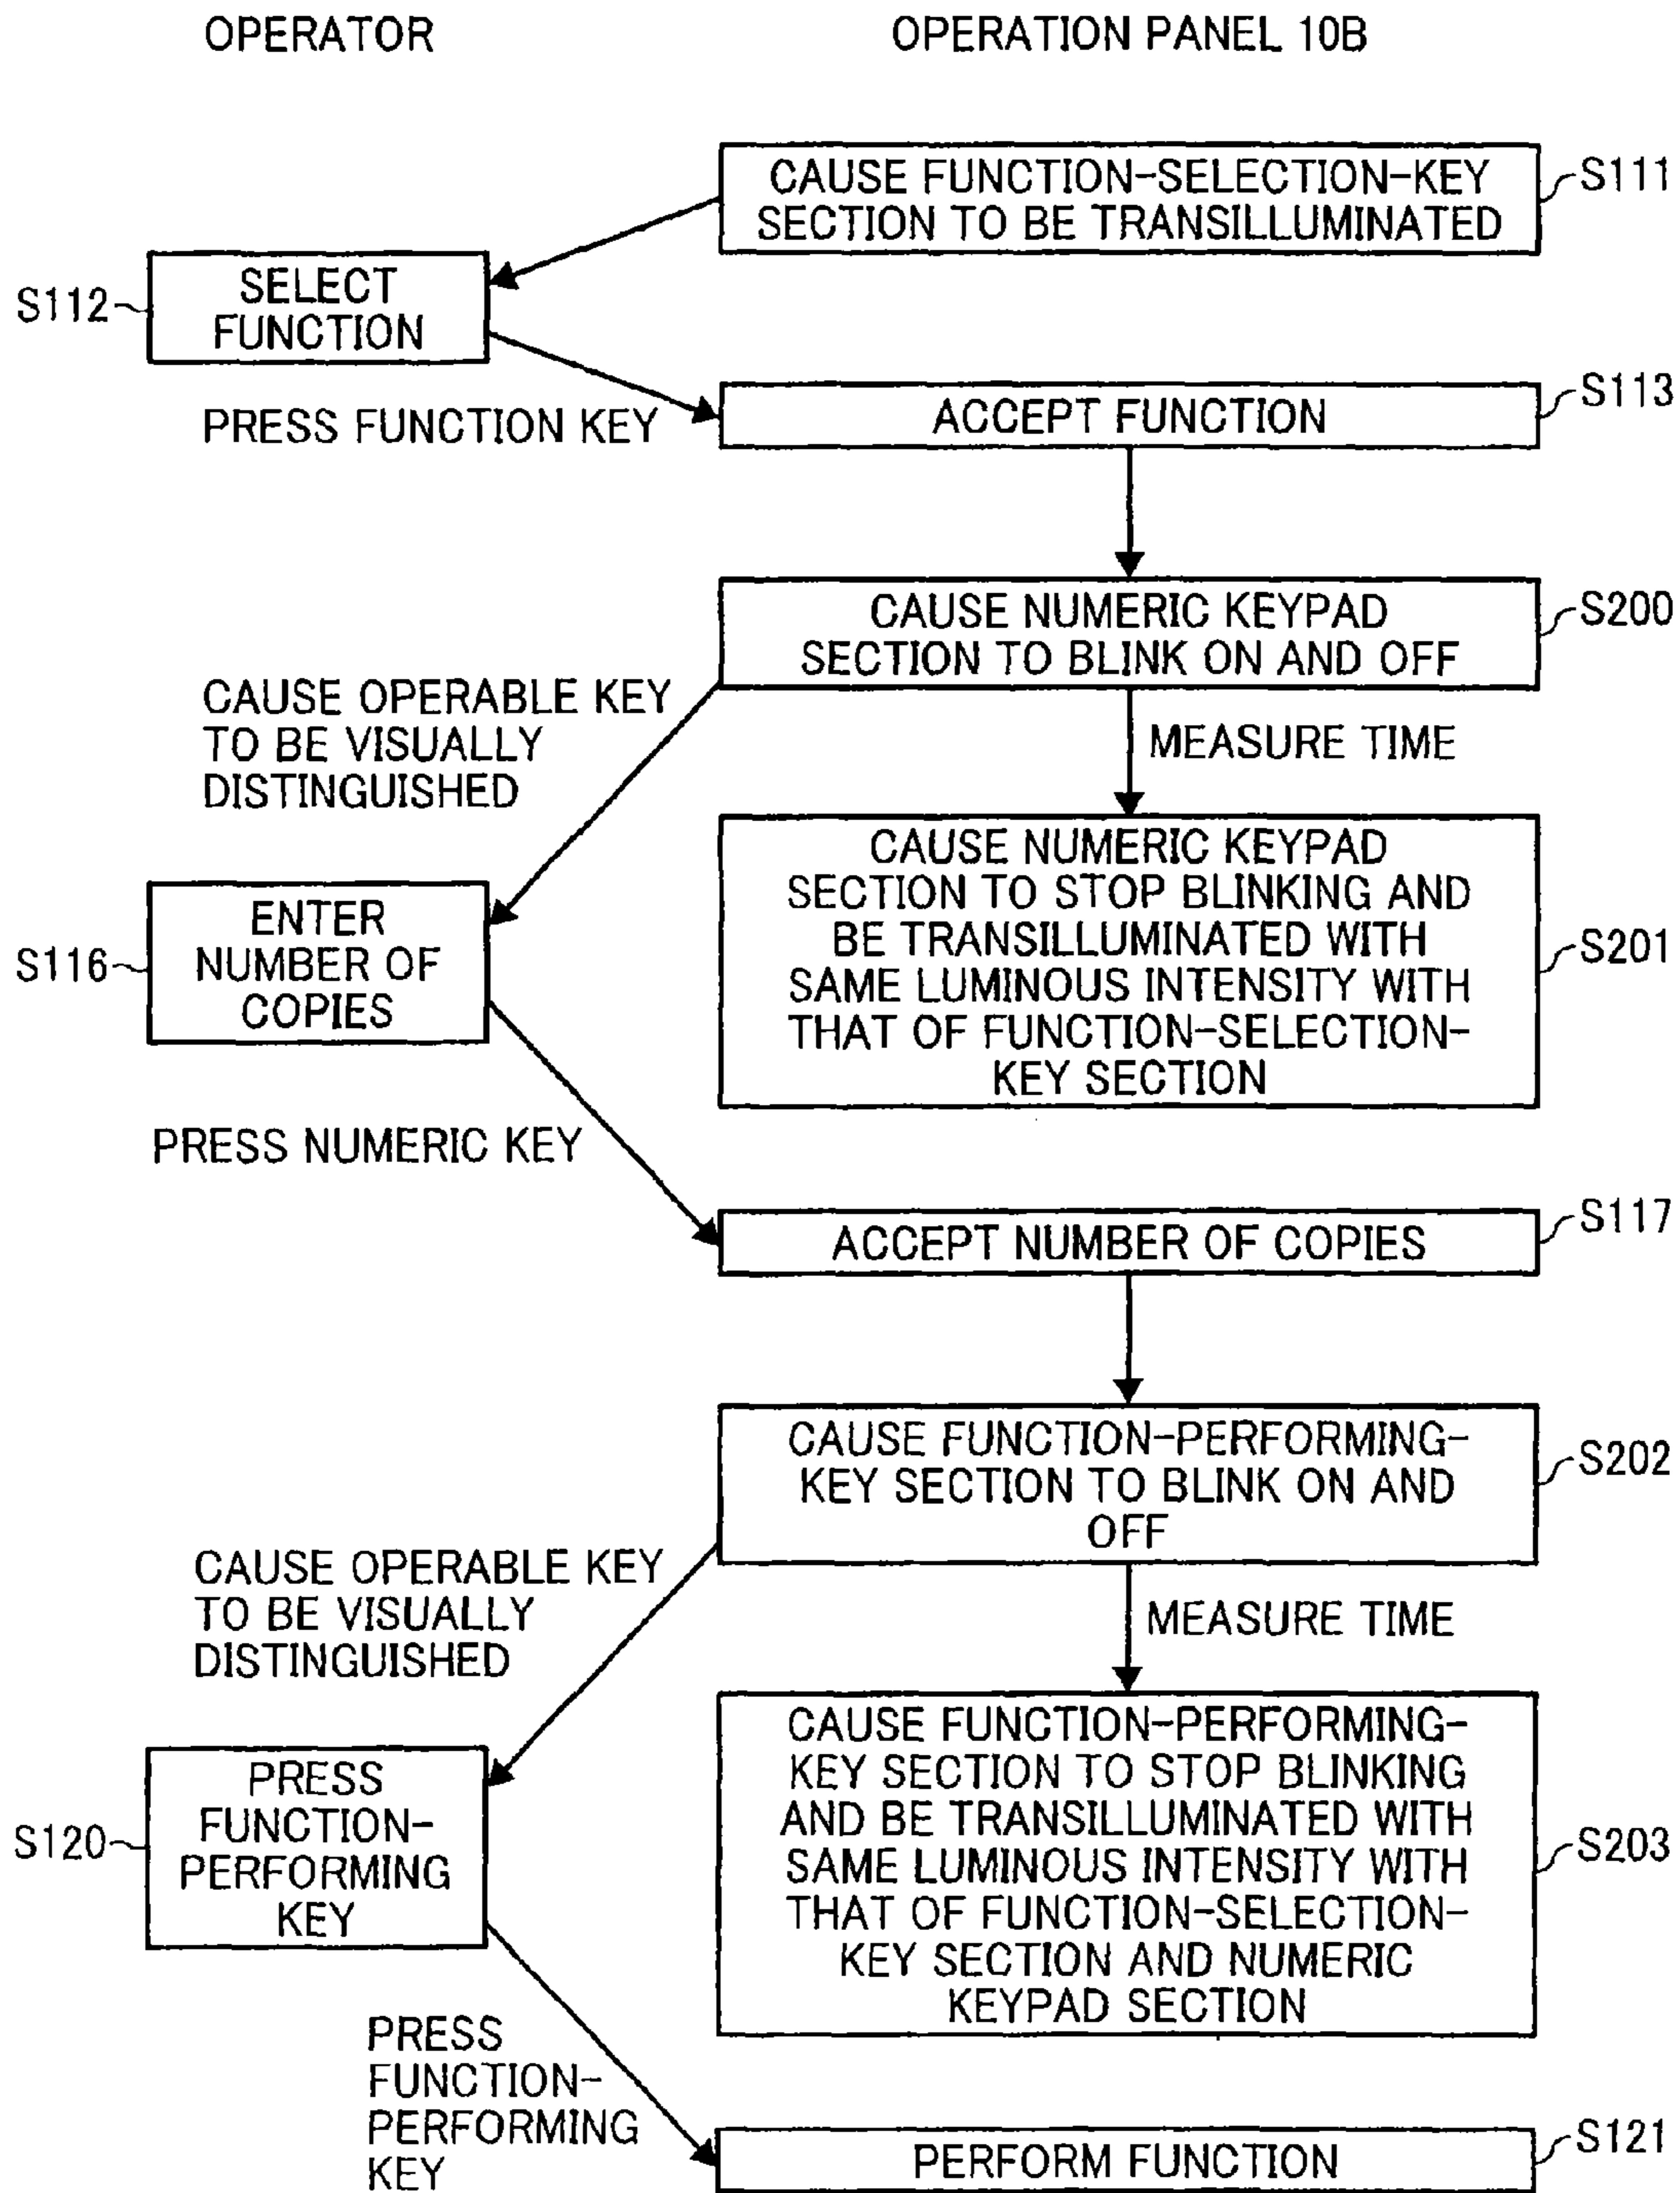 OPERATOR
OPERATION PANEL 10B
CAUSE FUNCTION-SELECTION-KEY
SECTION TO BE TRANSILLUMINATED
S111
S112
SELECT
FUNCTION
PRESS FUNCTION KEY
ACCEPT FUNCTION
S113
CAUSE NUMERIC KEYPAD
SECTION TO BLINK ON AND OFF
S200
CAUSE OPERABLE KEY
TO BE VISUALLY
DISTINGUISHED
MEASURE TIME
CAUSE NUMERIC KEYPAD
SECTION TO STOP BLINKING AND
BE TRANSILLUMINATED WITH
SAME LUMINOUS INTENSITY WITH
THAT OF FUNCTION-SELECTION-
KEY SECTION
S201
S116
ENTER
NUMBER OF
COPIES
PRESS NUMERIC KEY
ACCEPT NUMBER OF COPIES
S117
CAUSE FUNCTION-PERFORMING-
KEY SECTION TO BLINK ON AND
OFF
S202
CAUSE OPERABLE KEY
TO BE VISUALLY
DISTINGUISHED
MEASURE TIME
CAUSE FUNCTION-PERFORMING-
KEY SECTION TO STOP BLINKING
AND BE TRANSILLUMINATED WITH
SAME LUMINOUS INTENSITY WITH
THAT OF FUNCTION-SELECTION-
KEY SECTION AND NUMERIC
KEYPAD SECTION
S203
S120
PRESS
FUNCTION-
PERFORMING
KEY
PRESS
FUNCTION-
PERFORMING
KEY
PERFORM FUNCTION
S121